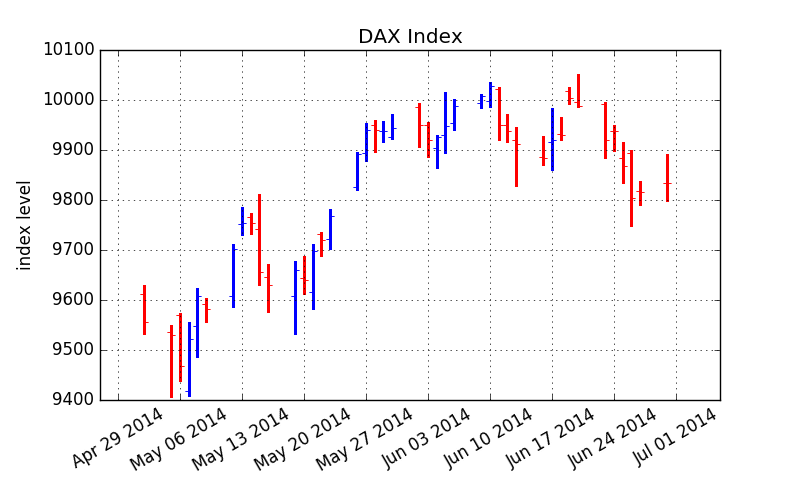 DAX Index
10100
10000
9900
9800
9700
9600
9500
9400
index level
Apr 29 2014
May 06 2014
May 13 2014
May 20 2014
May 27 2014
Jun 03 2014
Jun 10 2014
Jun 17 2014
Jun 24 2014
Jul 01 2014